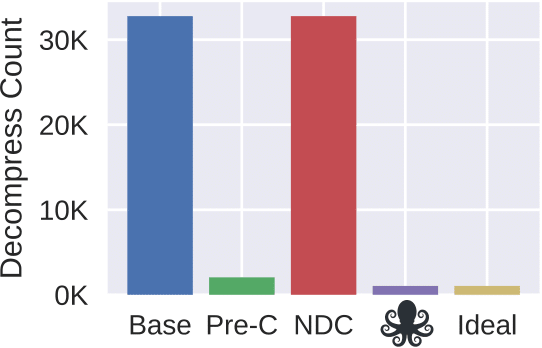 Decompress Count
30K
20K
10K
0K
Base Pre-C NDC Ideal